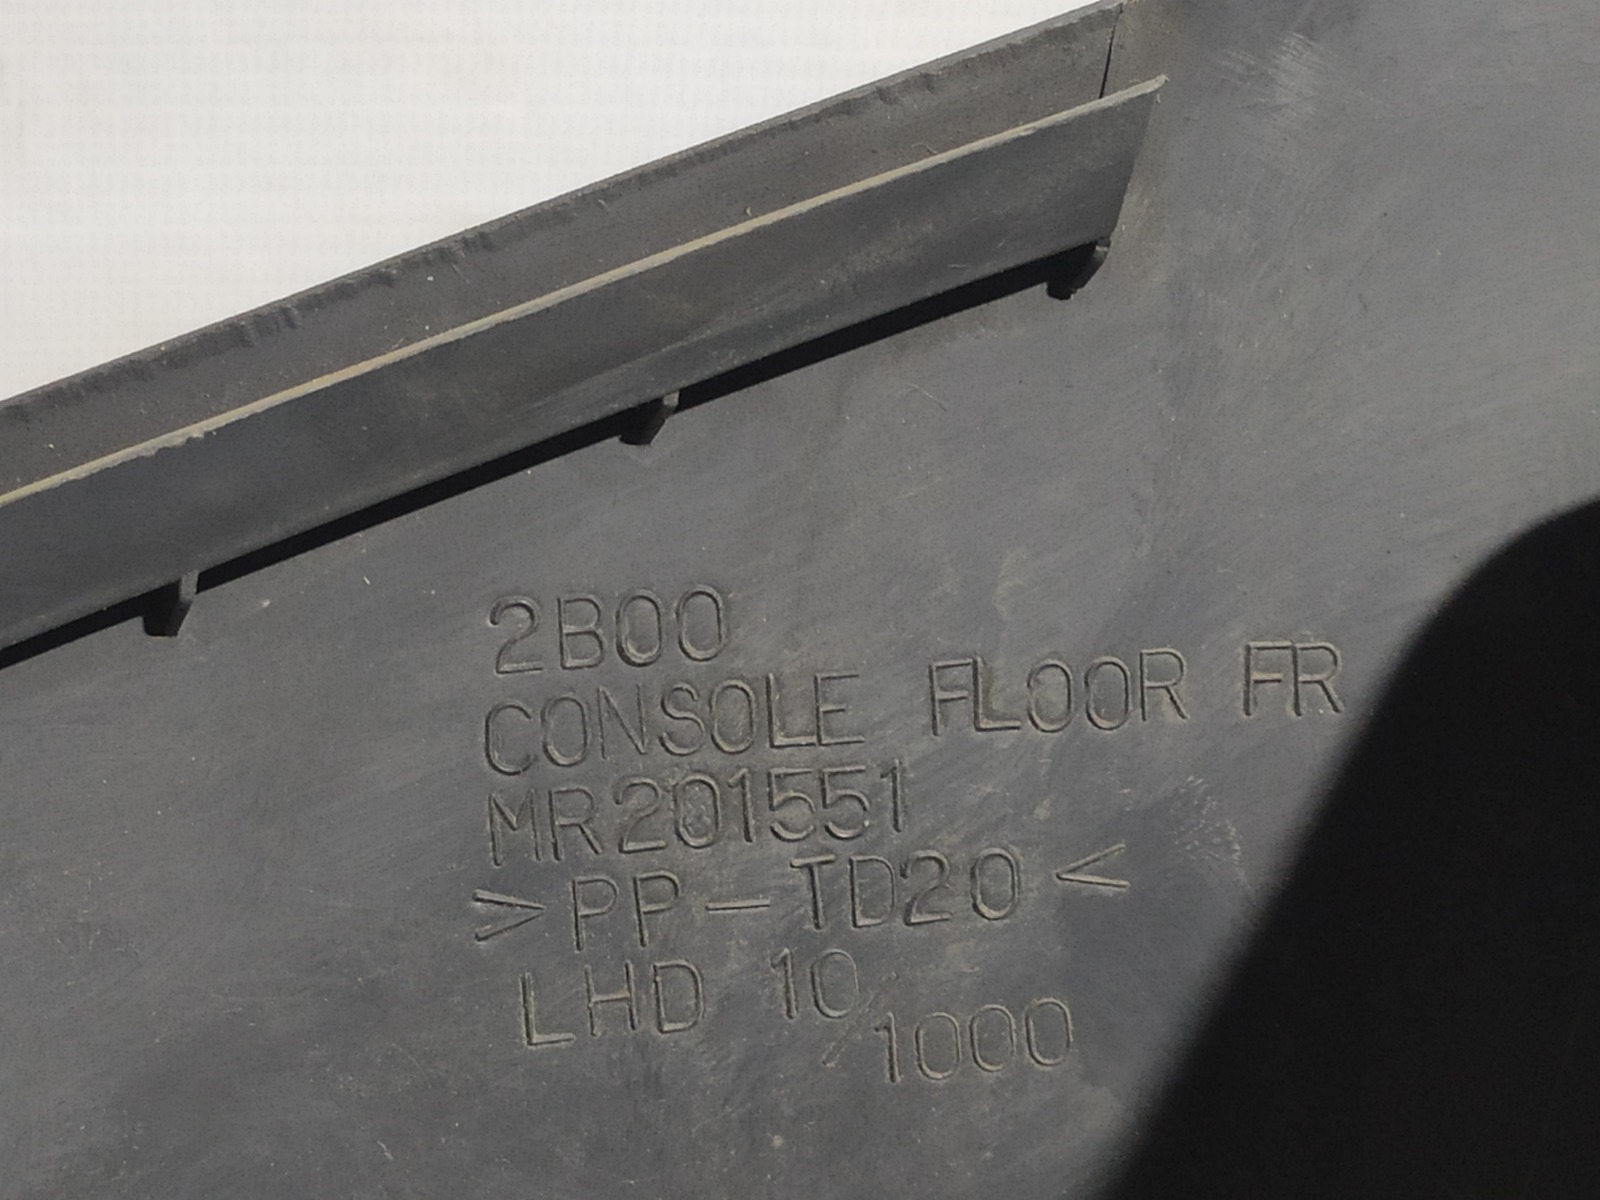 2B00
CONSOLE FLOOR FR
MR201551
>PP-TD20<
LHD 10/1000